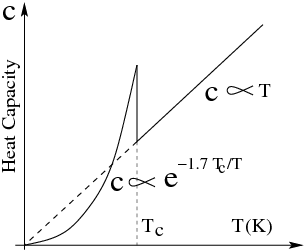 c
Heat Capacity
c ∝ T
c ∝ e^−1.7 Tc/T
Tc
T(K)